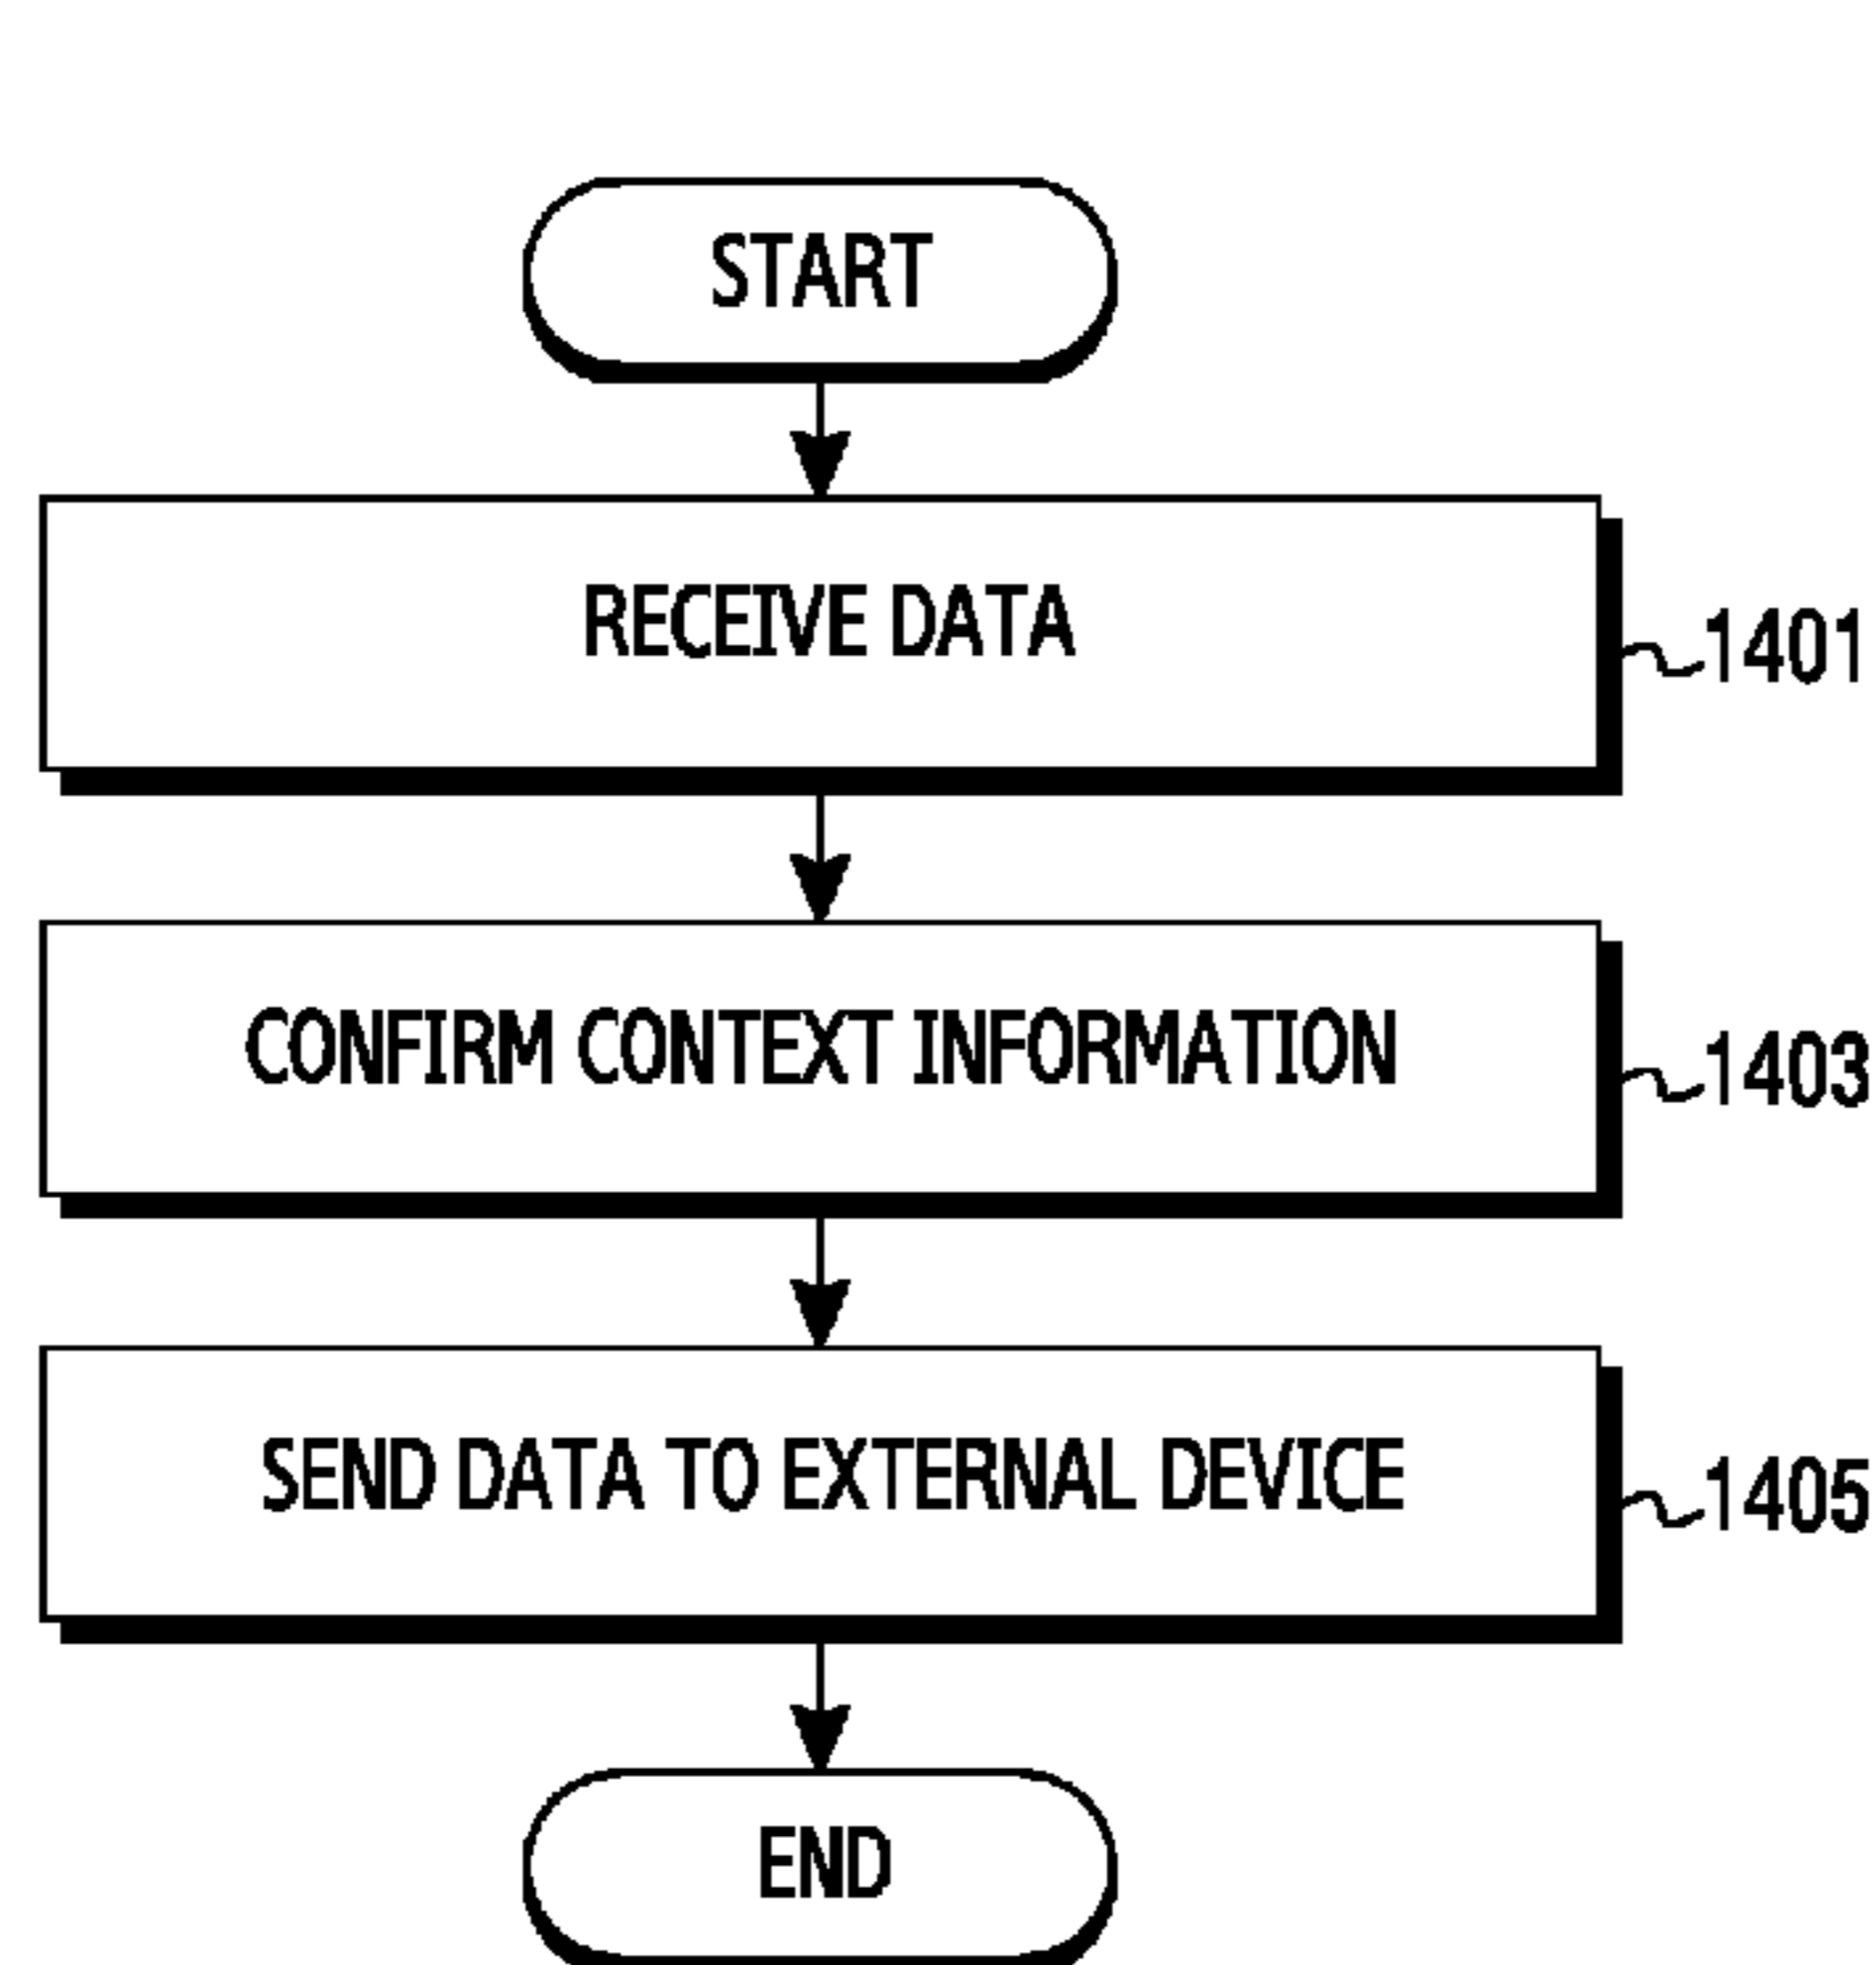 START
RECEIVE DATA
1401
CONFIRM CONTEXT INFORMATION
1403
SEND DATA TO EXTERNAL DEVICE
1405
END